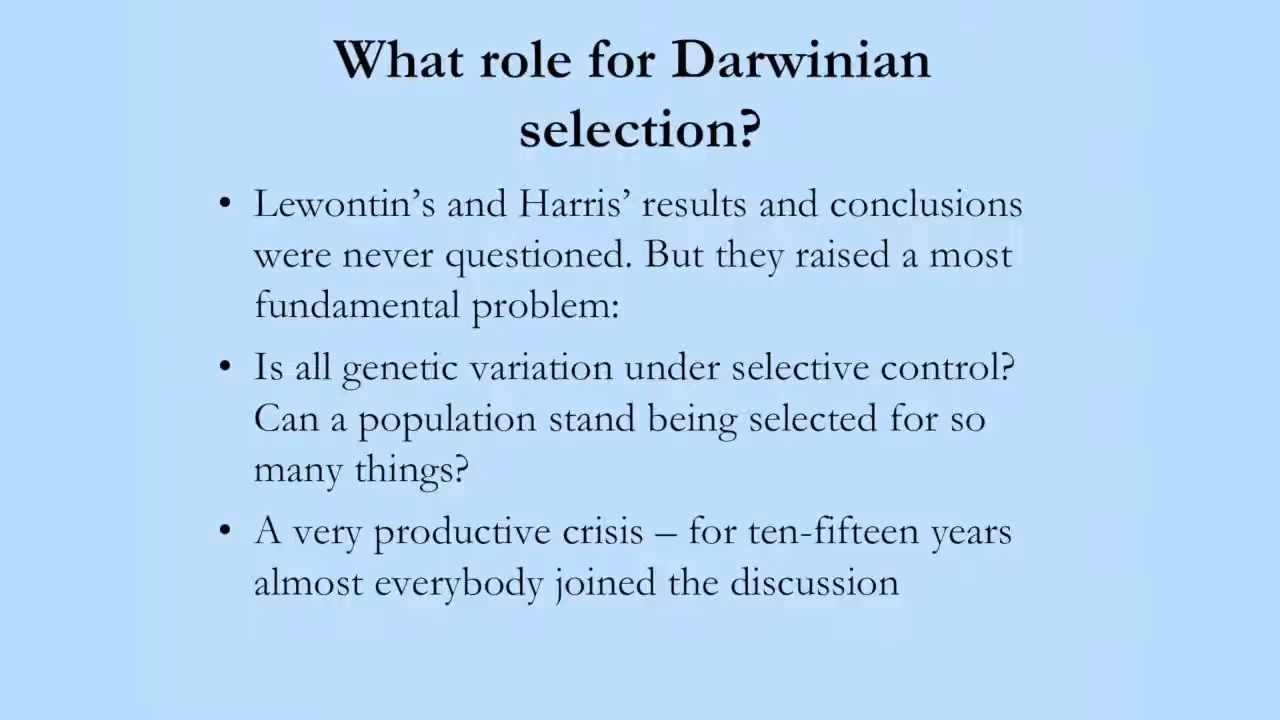 What role for Darwinian
selection?
• Lewontin’s and Harris’ results and conclusions
were never questioned. But they raised a most
fundamental problem:
• Is all genetic variation under selective control?
Can a population stand being selected for so
many things?
• A very productive crisis – for ten-fifteen years
almost everybody joined the discussion